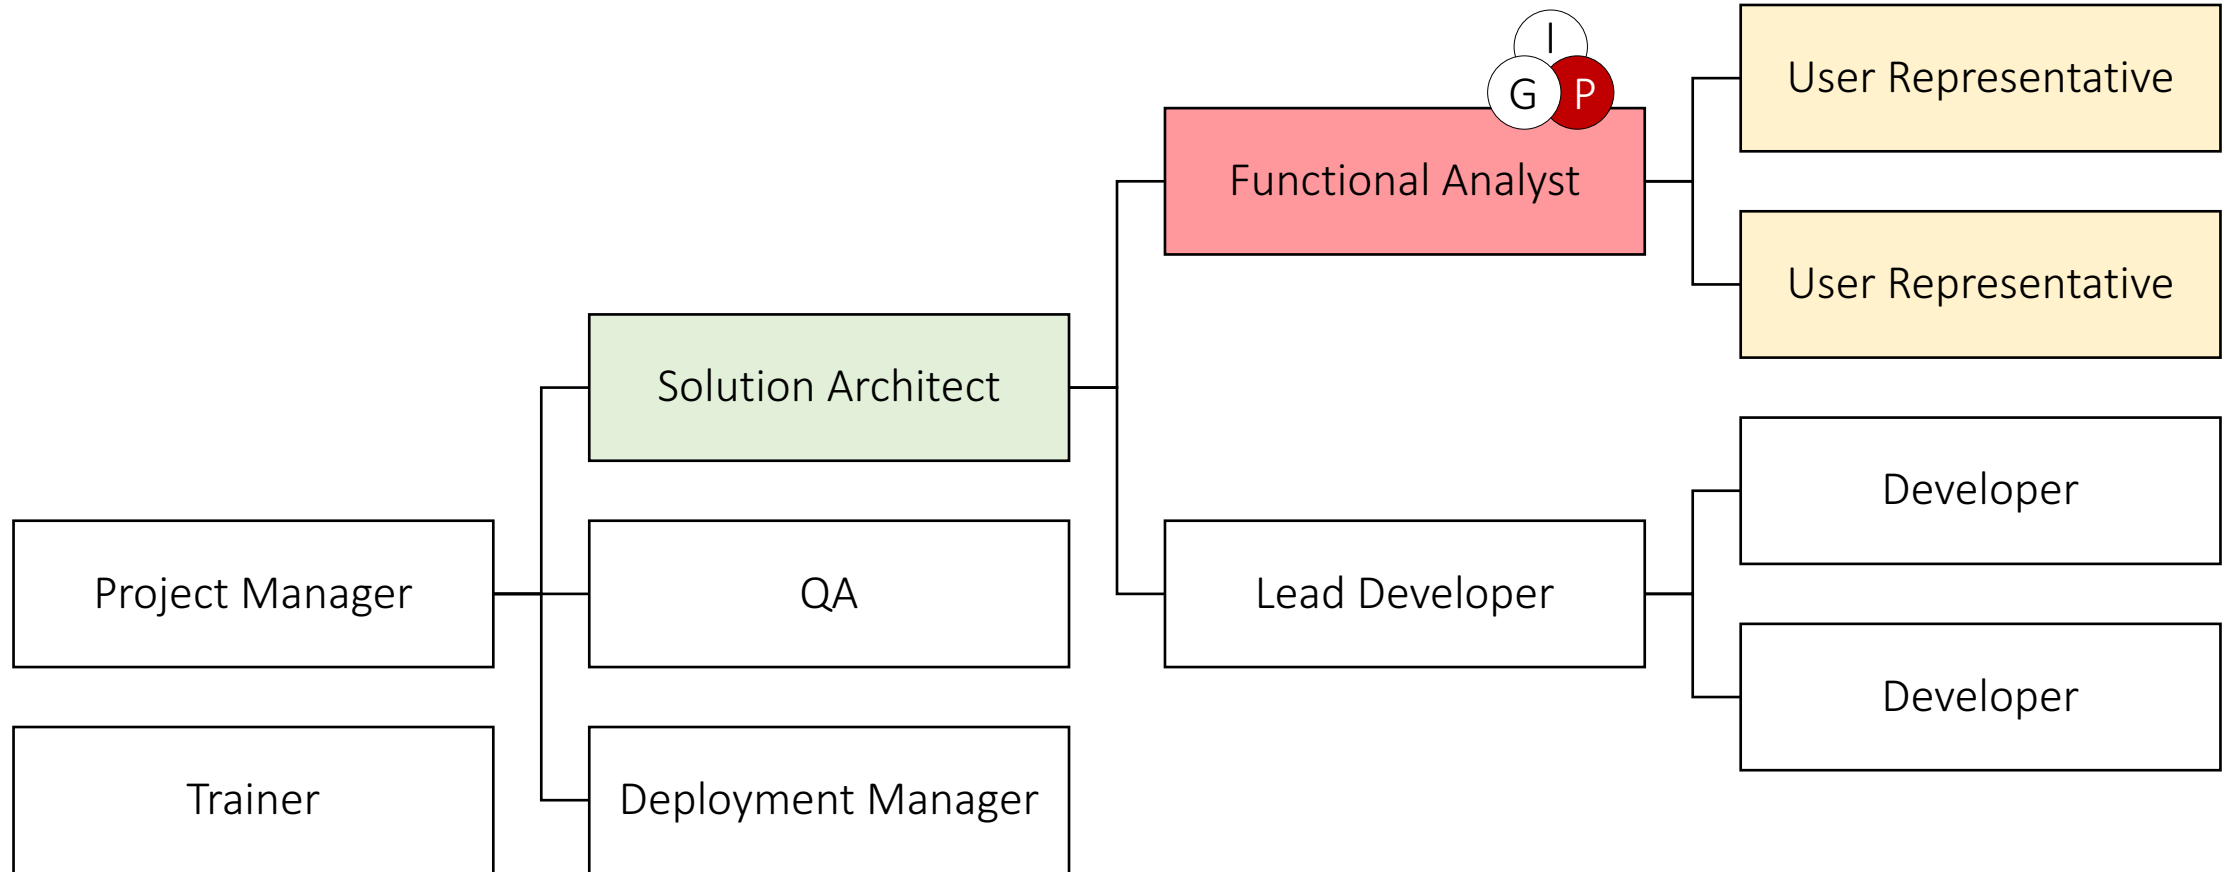 I
G P
User Representative
Functional Analyst
User Representative
Solution Architect
Developer
Project Manager
QA
Lead Developer
Developer
Trainer
Deployment Manager